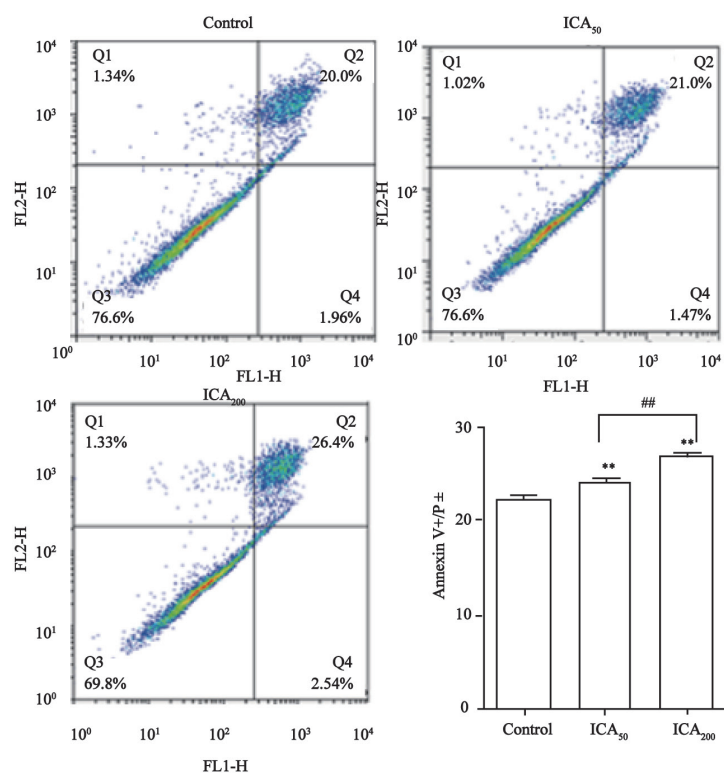 Control
10⁴
10³
10²
10¹
FL2-H
Q1
1.34%
Q2
20.0%
Q3
76.6%
Q4
1.96%
10⁰ 10¹ 10² 10³ 10⁴
FL1-H
ICA₅₀
10⁴
10³
10²
10¹
10⁰
FL2-H
Q1
1.02%
Q2
21.0%
Q3
76.6%
Q4
1.47%
10¹ 10² 10³ 10⁴
FL1-H
ICA₂₀₀
10⁴
10³
10²
10¹
10⁰
FL2-H
Q1
1.33%
Q2
26.4%
Q3
69.8%
Q4
2.54%
10⁰ 10¹ 10² 10³ 10⁴
FL1-H
Annexin V+/P ±
30
20
10
0
##
**
**
Control ICA₅₀ ICA₂₀₀